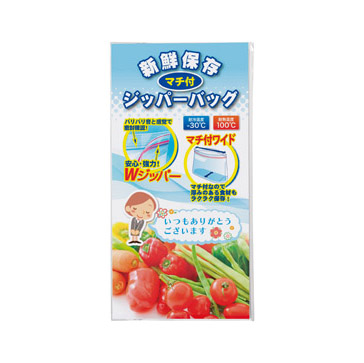 新鮮保存
マチ付
ジッパーバッグ
パリパリ音と感覚で
密封確認!
耐冷温度
-30℃
耐熱温度
100℃
マチ付ワイド
安心・強力!
Wジッパー
マチ付なので
厚みのある食材も
ラクラク保存!
いつもありがとう
ございます